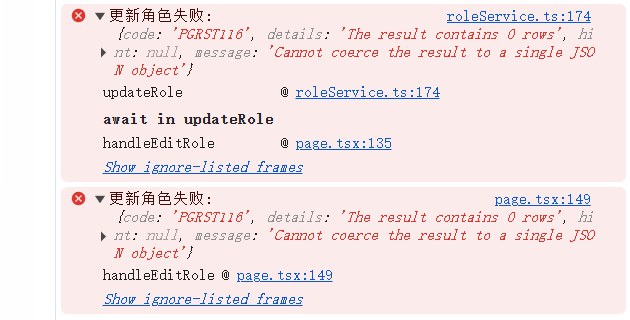 更新角色失败: roleService.ts:174
{code: 'PGRST116', details: 'The result contains 0 rows', hi
nt: null, message: 'Cannot coerce the result to a single JSO
N object'}
updateRole @ roleService.ts:174
await in updateRole
handleEditRole @ page.tsx:135
Show ignore-listed frames
更新角色失败: page.tsx:149
{code: 'PGRST116', details: 'The result contains 0 rows', hi
nt: null, message: 'Cannot coerce the result to a single JSO
N object'}
handleEditRole @ page.tsx:149
Show ignore-listed frames